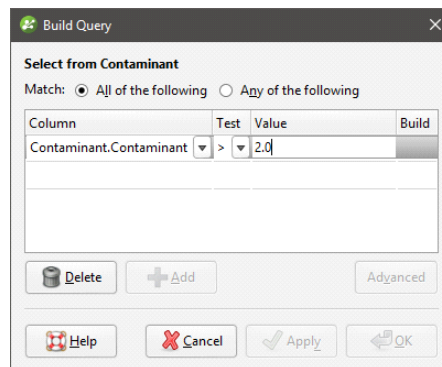 Build Query
Select from Contaminant
Match: All of the following Any of the following
Column Test Value Build
Contaminant.Contaminant > 2.0
Delete Add Advanced
Help Cancel Apply OK